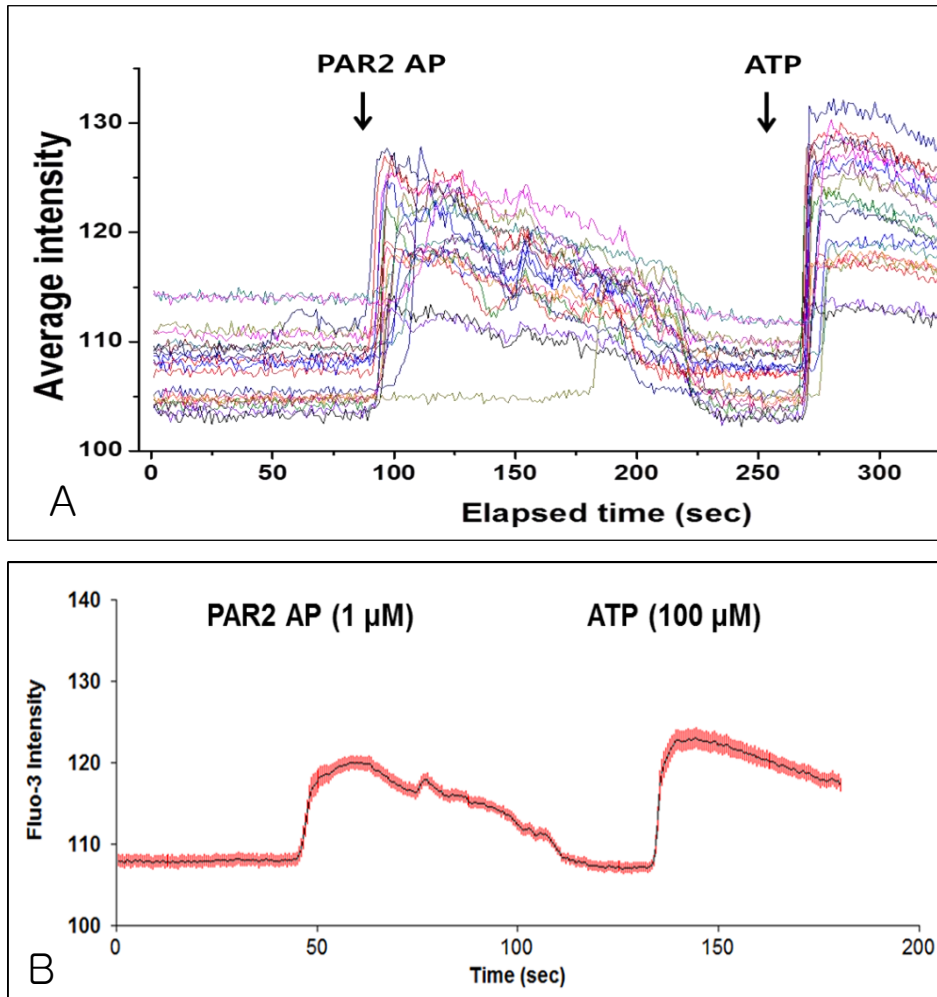 PAR2 AP
ATP
130
120
110
100
Average intensity
0
50
100
150
200
250
300
Elapsed time (sec)
A
140
130
120
110
100
Fluo-3 Intensity
PAR2 AP (1 µM)
ATP (100 µM)
0
50
100
150
200
Time (sec)
B